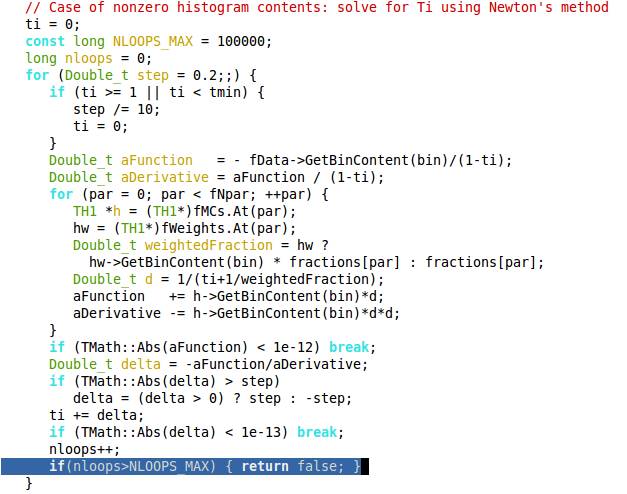 // Case of nonzero histogram contents: solve for Ti using Newton's method
ti = 0;
const long NLOOPS_MAX = 100000;
long nloops = 0;
for (Double_t step = 0.2;;) {
   if (ti >= 1 || ti < tmin) {
      step /= 10;
      ti = 0;
   }
   Double_t aFunction   = - fData->GetBinContent(bin)/(1-ti);
   Double_t aDerivative = aFunction / (1-ti);
   for (par = 0; par < fNpar; ++par) {
      TH1 *h = (TH1*)fMCs.At(par);
      hw = (TH1*)fWeights.At(par);
      Double_t weightedFraction = hw ?
        hw->GetBinContent(bin) * fractions[par] : fractions[par];
      Double_t d = 1/(ti+1/weightedFraction);
      aFunction   += h->GetBinContent(bin)*d;
      aDerivative -= h->GetBinContent(bin)*d*d;
   }
   if (TMath::Abs(aFunction) < 1e-12) break;
   Double_t delta = -aFunction/aDerivative;
   if (TMath::Abs(delta) > step)
      delta = (delta > 0) ? step : -step;
   ti += delta;
   if (TMath::Abs(delta) < 1e-13) break;
   nloops++;
   if(nloops>NLOOPS_MAX) { return false; }
}